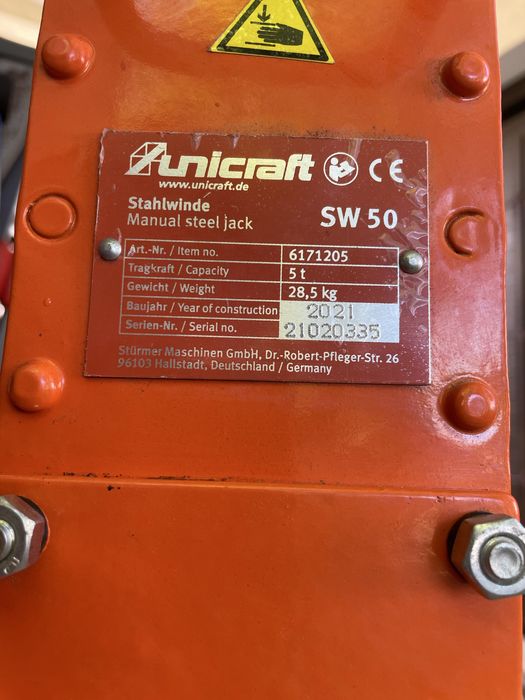 unicraft CE
www.unicraft.de
Stahlwinde
Manual steel jack SW 50
Art.-Nr. / Item no. 6171205
Tragkraft / Capacity 5 t
Gewicht / Weight 28,5 kg
Baujahr / Year of construction 2021
Serien-Nr. / Serial no. 21020335
Stürmer Maschinen GmbH, Dr.-Robert-Pfleger-Str. 26
96103 Hallstadt, Deutschland / Germany